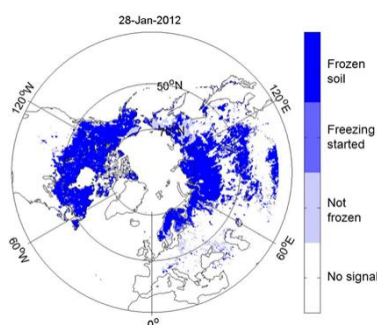 28-Jan-2012
50°N
120°W
120°E
60°W
60°E
0°
Frozen
soil
Freezing
started
Not
frozen
No signal